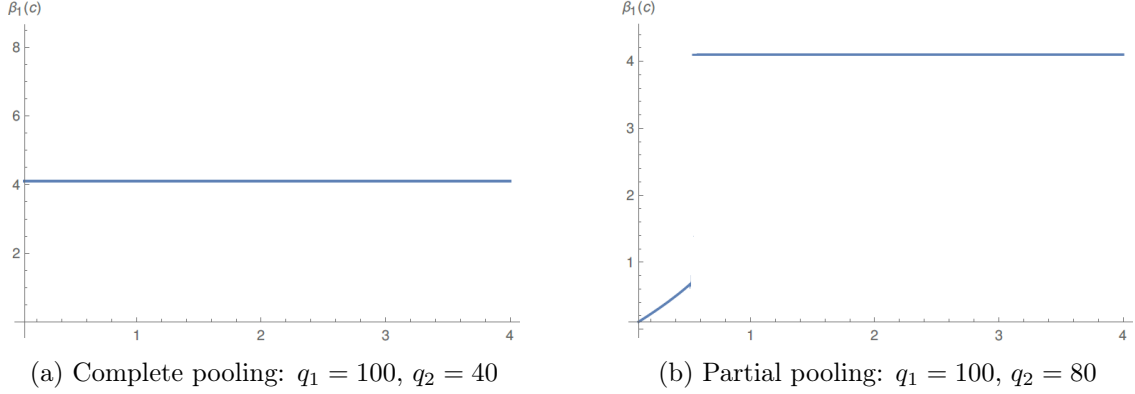 β₁(c)
8
6
4
2
1 2 3 4
(a) Complete pooling: q₁ = 100, q₂ = 40
β₁(c)
4
3
2
1
1 2 3 4
(b) Partial pooling: q₁ = 100, q₂ = 80